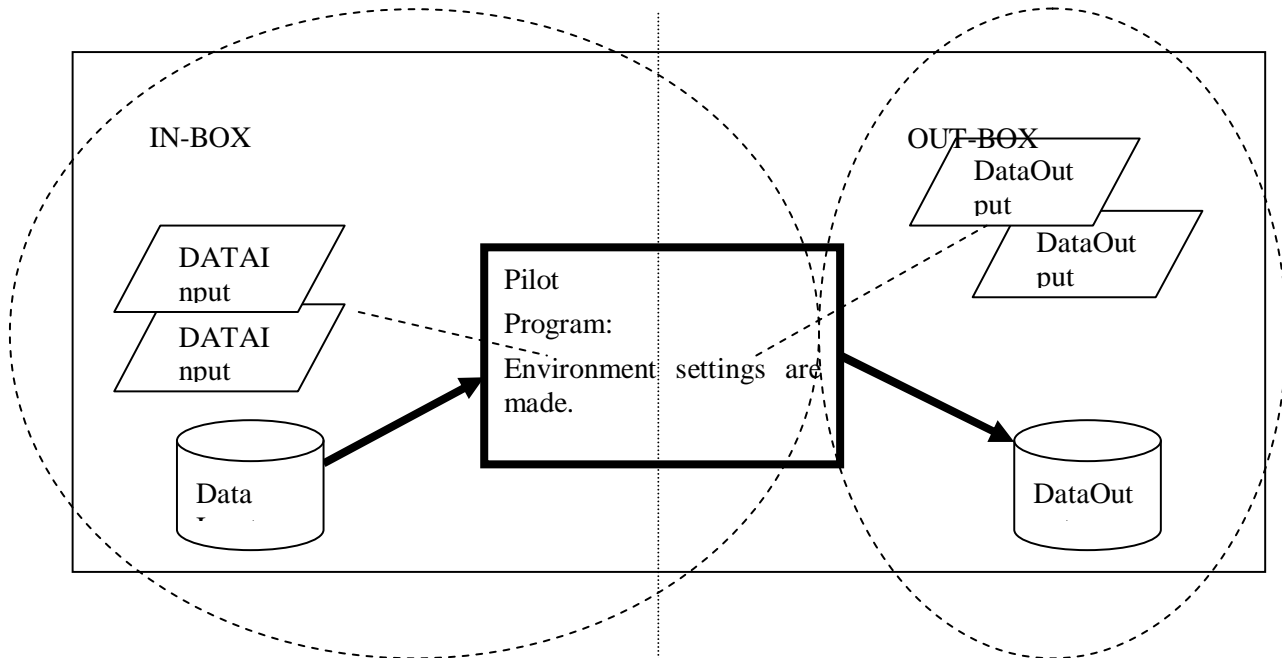 IN-BOX
OUT-BOX
DataOut
put
DataOut
put
DATAI
nput
DATAI
nput
Pilot
Program:
Environment settings are
made.
Data
DataOut